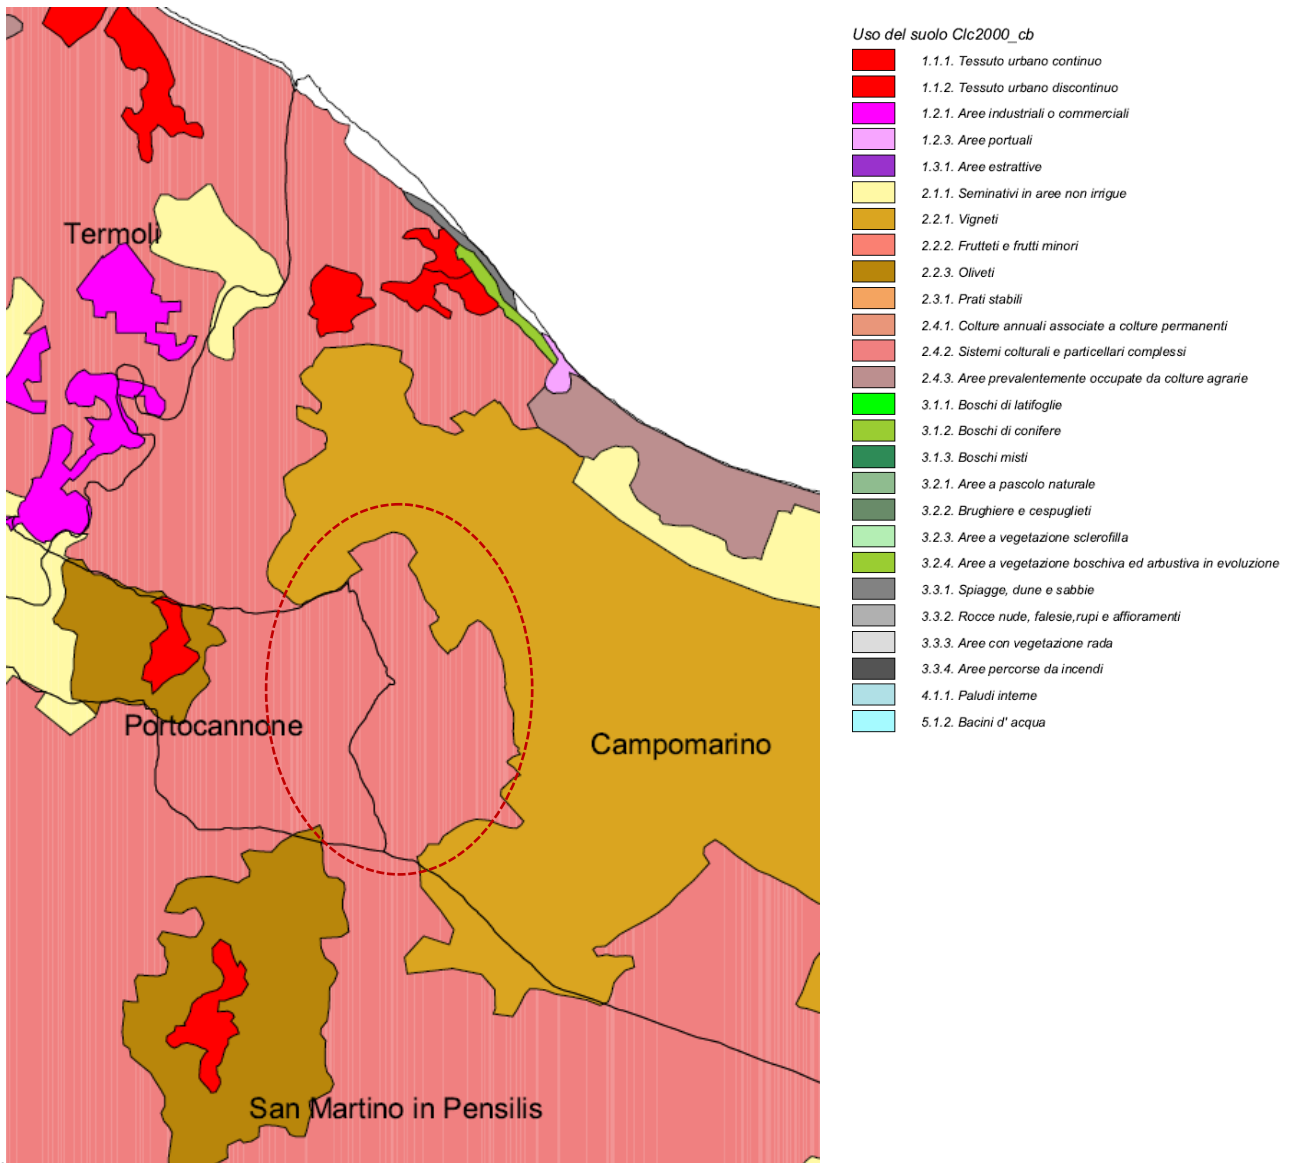 Uso del suolo Clc2000_cb
1.1.1. Tessuto urbano continuo
1.1.2. Tessuto urbano discontinuo
1.2.1. Aree industriali o commerciali
1.2.3. Aree portuali
1.3.1. Aree estrattive
2.1.1. Seminativi in aree non irrigue
2.2.1. Vigneti
2.2.2. Frutteti e frutti minori
2.2.3. Oliveti
2.3.1. Prati stabili
2.4.1. Colture annuali associate a colture permanenti
2.4.2. Sistemi colturali e particellari complessi
2.4.3. Aree prevalentemente occupate da colture agrarie
3.1.1. Boschi di latifoglie
3.1.2. Boschi di conifere
3.1.3. Boschi misti
3.2.1. Aree a pascolo naturale
3.2.2. Brughiere e cespuglieti
3.2.3. Aree a vegetazione sclerofilla
3.2.4. Aree a vegetazione boschiva ed arbustiva in evoluzione
3.3.1. Spiagge, dune e sabbie
3.3.2. Rocce nude, falesie,rupi e affioramenti
3.3.3. Aree con vegetazione rada
3.3.4. Aree percorse da incendi
4.1.1. Paludi interne
5.1.2. Bacini d' acqua
Termoli
Portocannone
Campomarino
San Martino in Pensilis